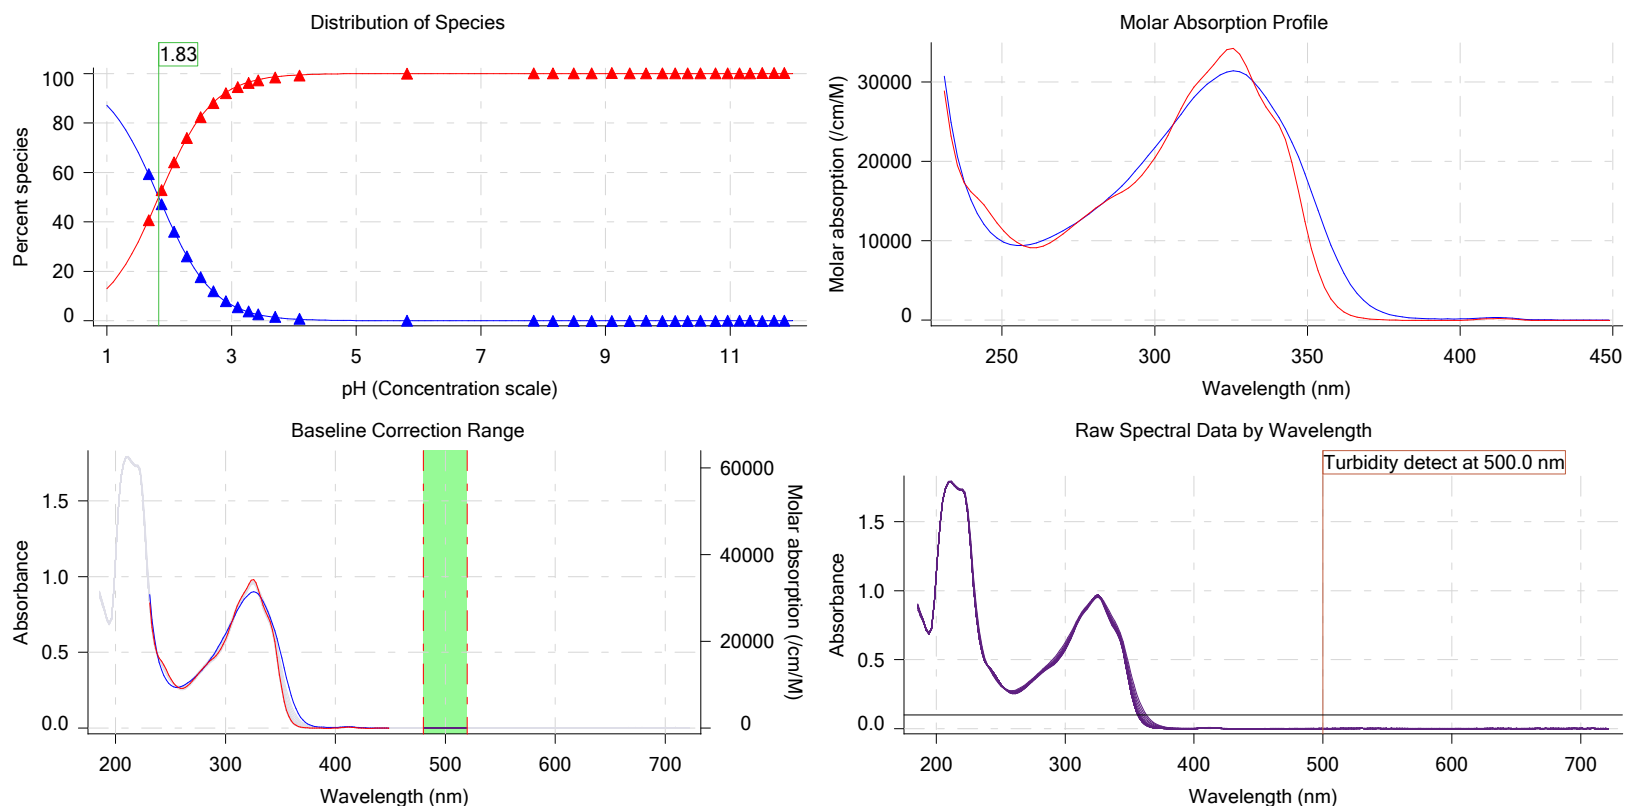 Distribution of Species
1.83
100
80
60
40
20
0
Percent species
1 3 5 7 9 11
pH (Concentration scale)
Molar Absorption Profile
30000
20000
10000
0
Molar absorption (/cm/M)
250 300 350 400 450
Wavelength (nm)
Baseline Correction Range
1.5
1.0
0.5
0.0
Absorbance
60000
40000
20000
0
Molar absorption (/cm/M)
200 300 400 500 600 700
Wavelength (nm)
Raw Spectral Data by Wavelength
Turbidity detect at 500.0 nm
1.5
1.0
0.5
0.0
Absorbance
200 300 400 500 600 700
Wavelength (nm)